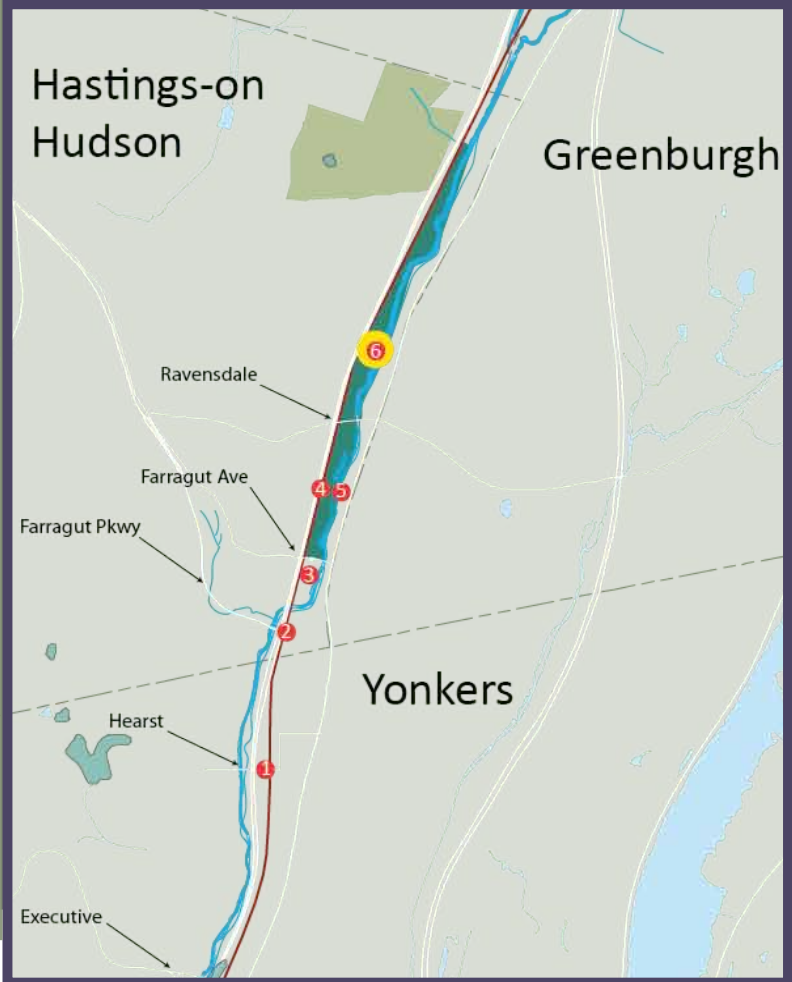 Hastings-on
Hudson
Greenburgh
6
Ravensdale
Farragut Ave
4
5
Farragut Pkwy
3
2
Yonkers
Hearst
1
Executive